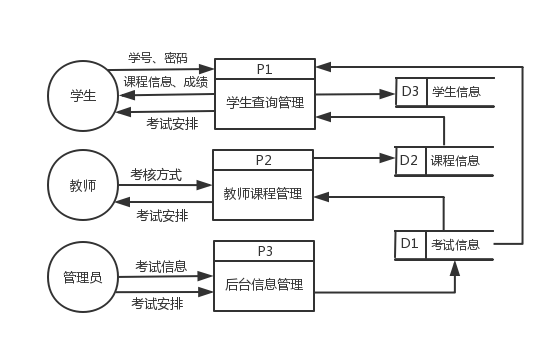 学号、密码
P1
学生
课程信息、成绩
学生查询管理
D3
学生信息
考试安排
P2
D2
课程信息
教师
考核方式
教师课程管理
考试安排
P3
D1
考试信息
管理员
考试信息
后台信息管理
考试安排